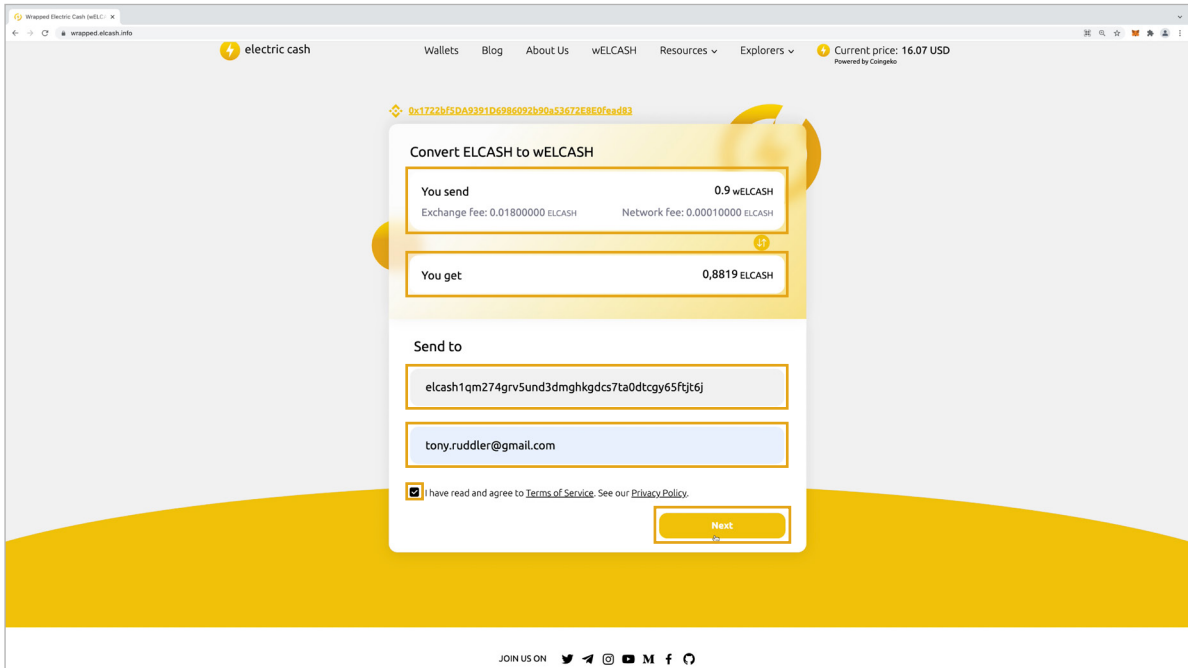 Wrapped Electric Cash (wELC
wrapped.elcash.info
electric cash
Wallets Blog About Us wELCASH Resources Explorers
Current price: 16.07 USD
Powered by Coingeko
0x1722bf5DA9391D6986092b90a53672E8E0fead83
Convert ELCASH to wELCASH
You send 0.9 wELCASH
Exchange fee: 0.01800000 ELCASH Network fee: 0.00010000 ELCASH
You get 0,8819 ELCASH
Send to
elcash1qm274grv5und3dmghkgdcs7ta0dtcgy65ftjt6j
tony.ruddler@gmail.com
I have read and agree to Terms of Service. See our Privacy Policy.
Next
JOIN US ON